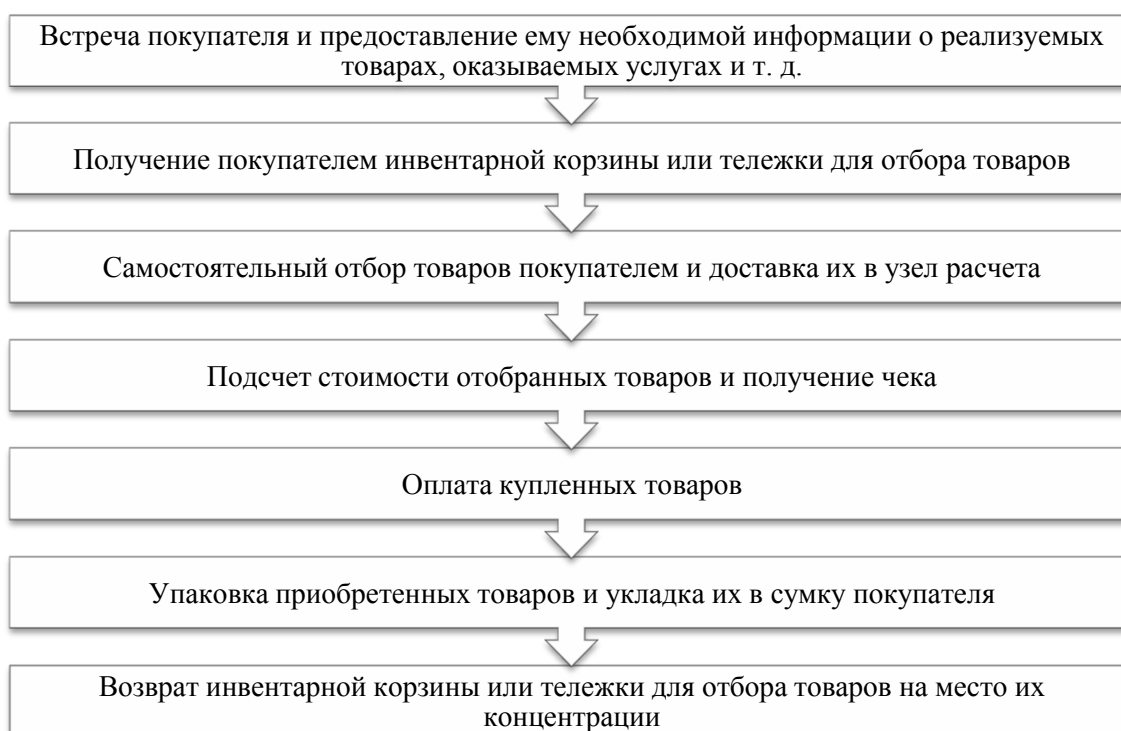 Встреча покупателя и предоставление ему необходимой информации о реализуемых
товарах, оказываемых услугах и т. д.
Получение покупателем инвентарной корзины или тележки для отбора товаров
Самостоятельный отбор товаров покупателем и доставка их в узел расчета
Подсчет стоимости отобранных товаров и получение чека
Оплата купленных товаров
Упаковка приобретенных товаров и укладка их в сумку покупателя
Возврат инвентарной корзины или тележки для отбора товаров на место их
концентрации